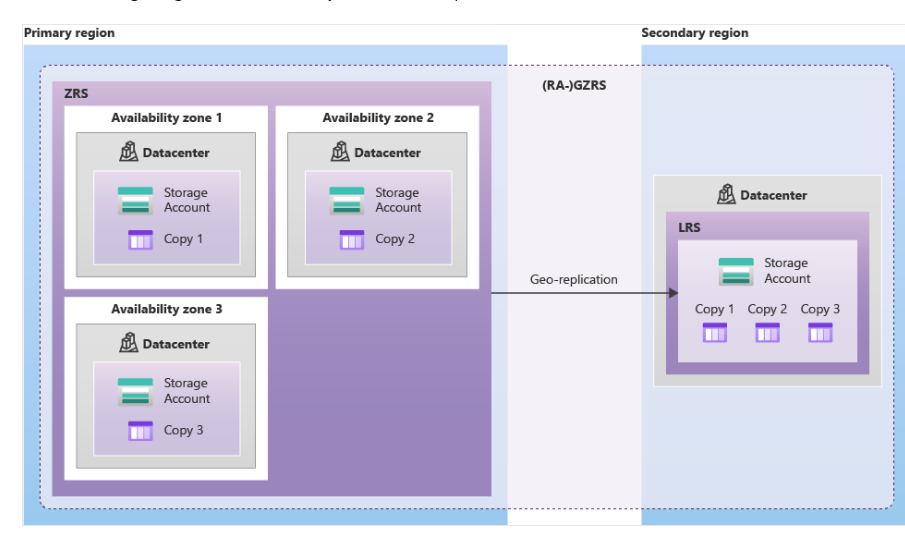 Primary region
Secondary region
(RA-)GZRS
ZRS
Availability zone 1
Datacenter
Storage
Account
Copy 1
Availability zone 2
Datacenter
Storage
Account
Copy 2
Availability zone 3
Datacenter
Storage
Account
Copy 3
Geo-replication
Datacenter
LRS
Storage
Account
Copy 1 Copy 2 Copy 3